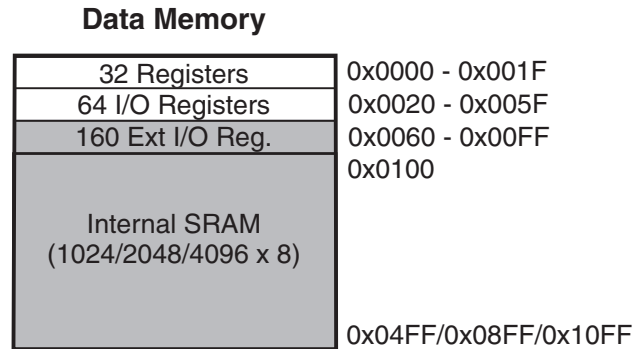 Data Memory
32 Registers 0x0000 - 0x001F
64 I/O Registers 0x0020 - 0x005F
160 Ext I/O Reg. 0x0060 - 0x00FF
0x0100
Internal SRAM
(1024/2048/4096 x 8)
0x04FF/0x08FF/0x10FF